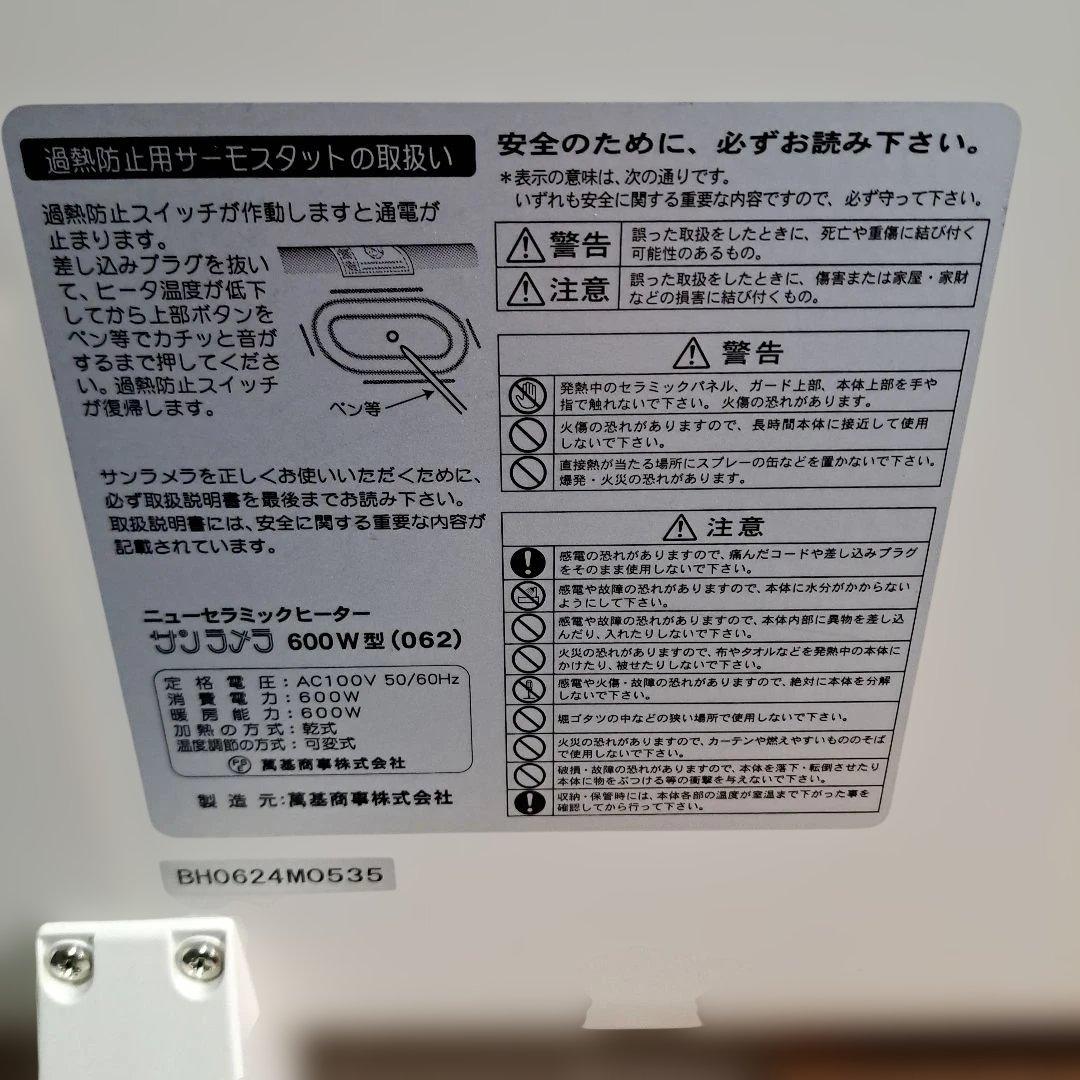 過熱防止用サーモスタットの取扱い
過熱防止スイッチが作動しますと通電が
止まります。
差し込みプラグを抜い
て、ヒータ温度が低下
してから上部ボタンを
ペン等でカチッと音が
するまで押してくださ
い。過熱防止スイッチ
が復帰します。
ペン等
サンラメラを正しくお使いいただくために、
必ず取扱説明書を最後までお読み下さい。
取扱説明書には、安全に関する重要な内容が
記載されています。
ニューセラミックヒーター
サンラメラ 600W型(062)
定格電圧:AC100V 50/60Hz
消費電力:600W
暖房能力:600W
加熱の方式:乾式
温度調節の方式:可変式
PSE 萬基商事株式会社
製造元:萬基商事株式会社
BH0624M0535
安全のために、必ずお読み下さい。
*表示の意味は、次の通りです。
いずれも安全に関する重要な内容ですので、必ず守って下さい。
警告 誤った取扱をしたときに、死亡や重傷に結び付く
可能性のあるもの。
注意 誤った取扱をしたときに、傷害または家屋・家財
などの損害に結び付くもの。
警告
発熱中のセラミックパネル、ガード上部、本体上部を手や
指で触れないで下さい。火傷の恐れがあります。
火傷の恐れがありますので、長時間本体に接近して使用
しないで下さい。
直接熱が当たる場所にスプレーの缶などを置かないで下さい。
爆発・火災の恐れがあります。
注意
感電の恐れがありますので、痛んだコードや差し込みプラグ
をそのまま使用しないで下さい。
感電や故障の恐れがありますので、本体に水分がかからない
ようにして下さい。
感電や故障の恐れがありますので、本体内部に異物を差し込
んだり、入れたりしないで下さい。
火災の恐れがありますので、布やタオルなどを発熱中の本体に
かけたり、被せたりしないで下さい。
感電や火傷・故障の恐れがありますので、絶対に本体を分解
しないで下さい。
堀ゴタツの中などの狭い場所で使用しないで下さい。
火災の恐れがありますので、カーテンや燃えやすいもののそば
で使用しないで下さい。
破損・故障の恐れがありますので、本体を落下・転倒させたり
本体に物をぶつける等の衝撃を与えないで下さい。
収納・保管時には、本体各部の温度が室温まで下がった事を
確認してから行って下さい。